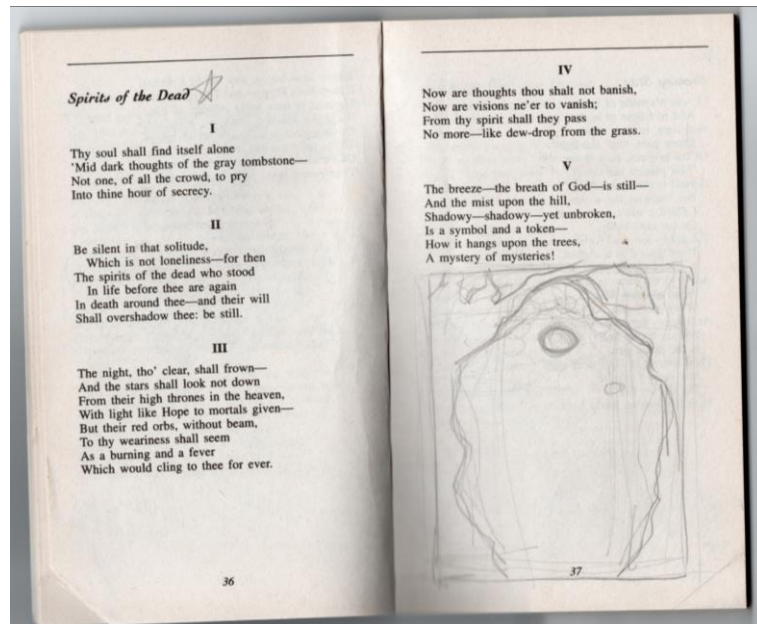 Spirits of the Dead
I
Thy soul shall find itself alone
'Mid dark thoughts of the gray tombstone—
Not one, of all the crowd, to pry
Into thine hour of secrecy.
II
Be silent in that solitude,
Which is not loneliness—for then
The spirits of the dead who stood
In life before thee are again
In death around thee—and their will
Shall overshadow thee: be still.
III
The night, tho' clear, shall frown—
And the stars shall look not down
From their high thrones in the heaven,
With light like Hope to mortals given—
But their red orbs, without beam,
To thy weariness shall seem
As a burning and a fever
Which would cling to thee for ever.
36
IV
Now are thoughts thou shalt not banish,
Now are visions ne'er to vanish;
From thy spirit shall they pass
No more—like dew-drop from the grass.
V
The breeze—the breath of God—is still—
And the mist upon the hill,
Shadowy—shadowy—yet unbroken,
Is a symbol and a token—
How it hangs upon the trees,
A mystery of mysteries!
37